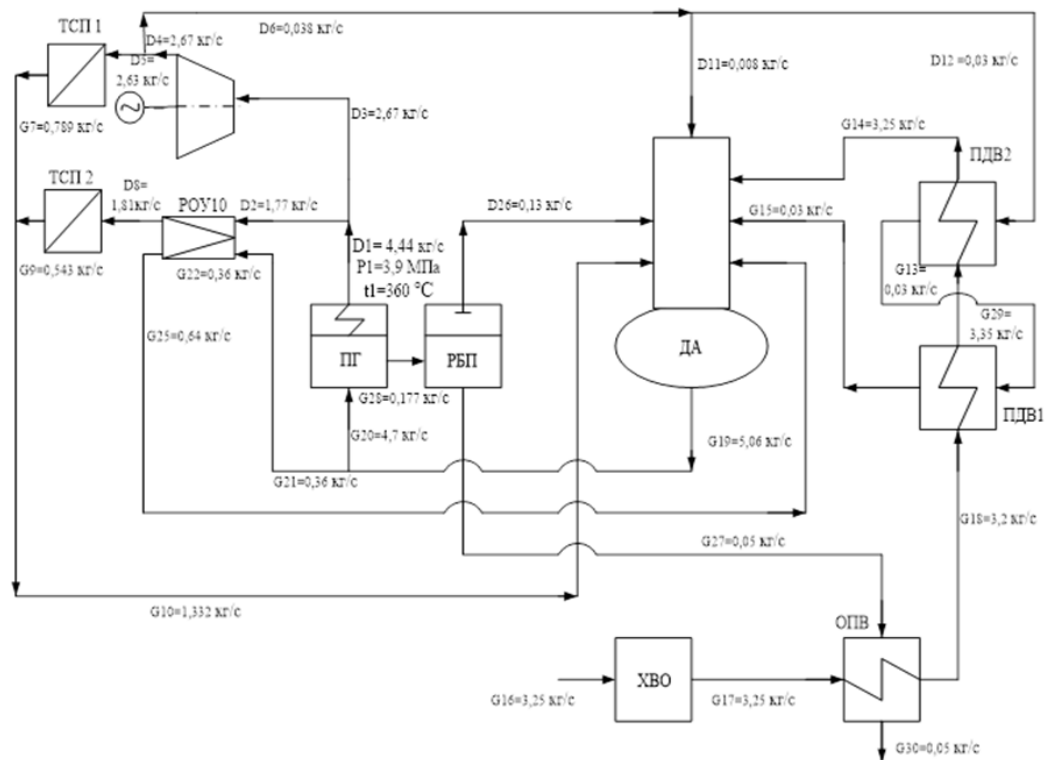 ТСП 1
D4=2,67 кг/с
D6=0,038 кг/с
D5=
2,63 кг/с
D11=0,008 кг/с
D12 =0,03 кг/с
G7=0,789 кг/с
D3=2,67 кг/с
G14=3,25 кг/с
ПДВ2
ТСП 2
D8=
1,81кг/с
РОУ10
D2=1,77 кг/с
D26=0,13 кг/с
G15=0,03 кг/с
D1= 4,44 кг/с
P1=3,9 МПа
t1=360 °C
G9=0,543 кг/с
G22=0,36 кг/с
G13=
0,03 кг/с
G25=0,64 кг/с
G29=
3,35 кг/с
ПГ
РБП
ДА
G28=0,177 кг/с
ПДВ1
G20=4,7 кг/с
G19=5,06 кг/с
G21=0,36 кг/с
G18=3,2 кг/с
G27=0,05 кг/с
G10=1,332 кг/с
ОПВ
ХВО
G16=3,25 кг/с
G17=3,25 кг/с
G30=0,05 кг/с